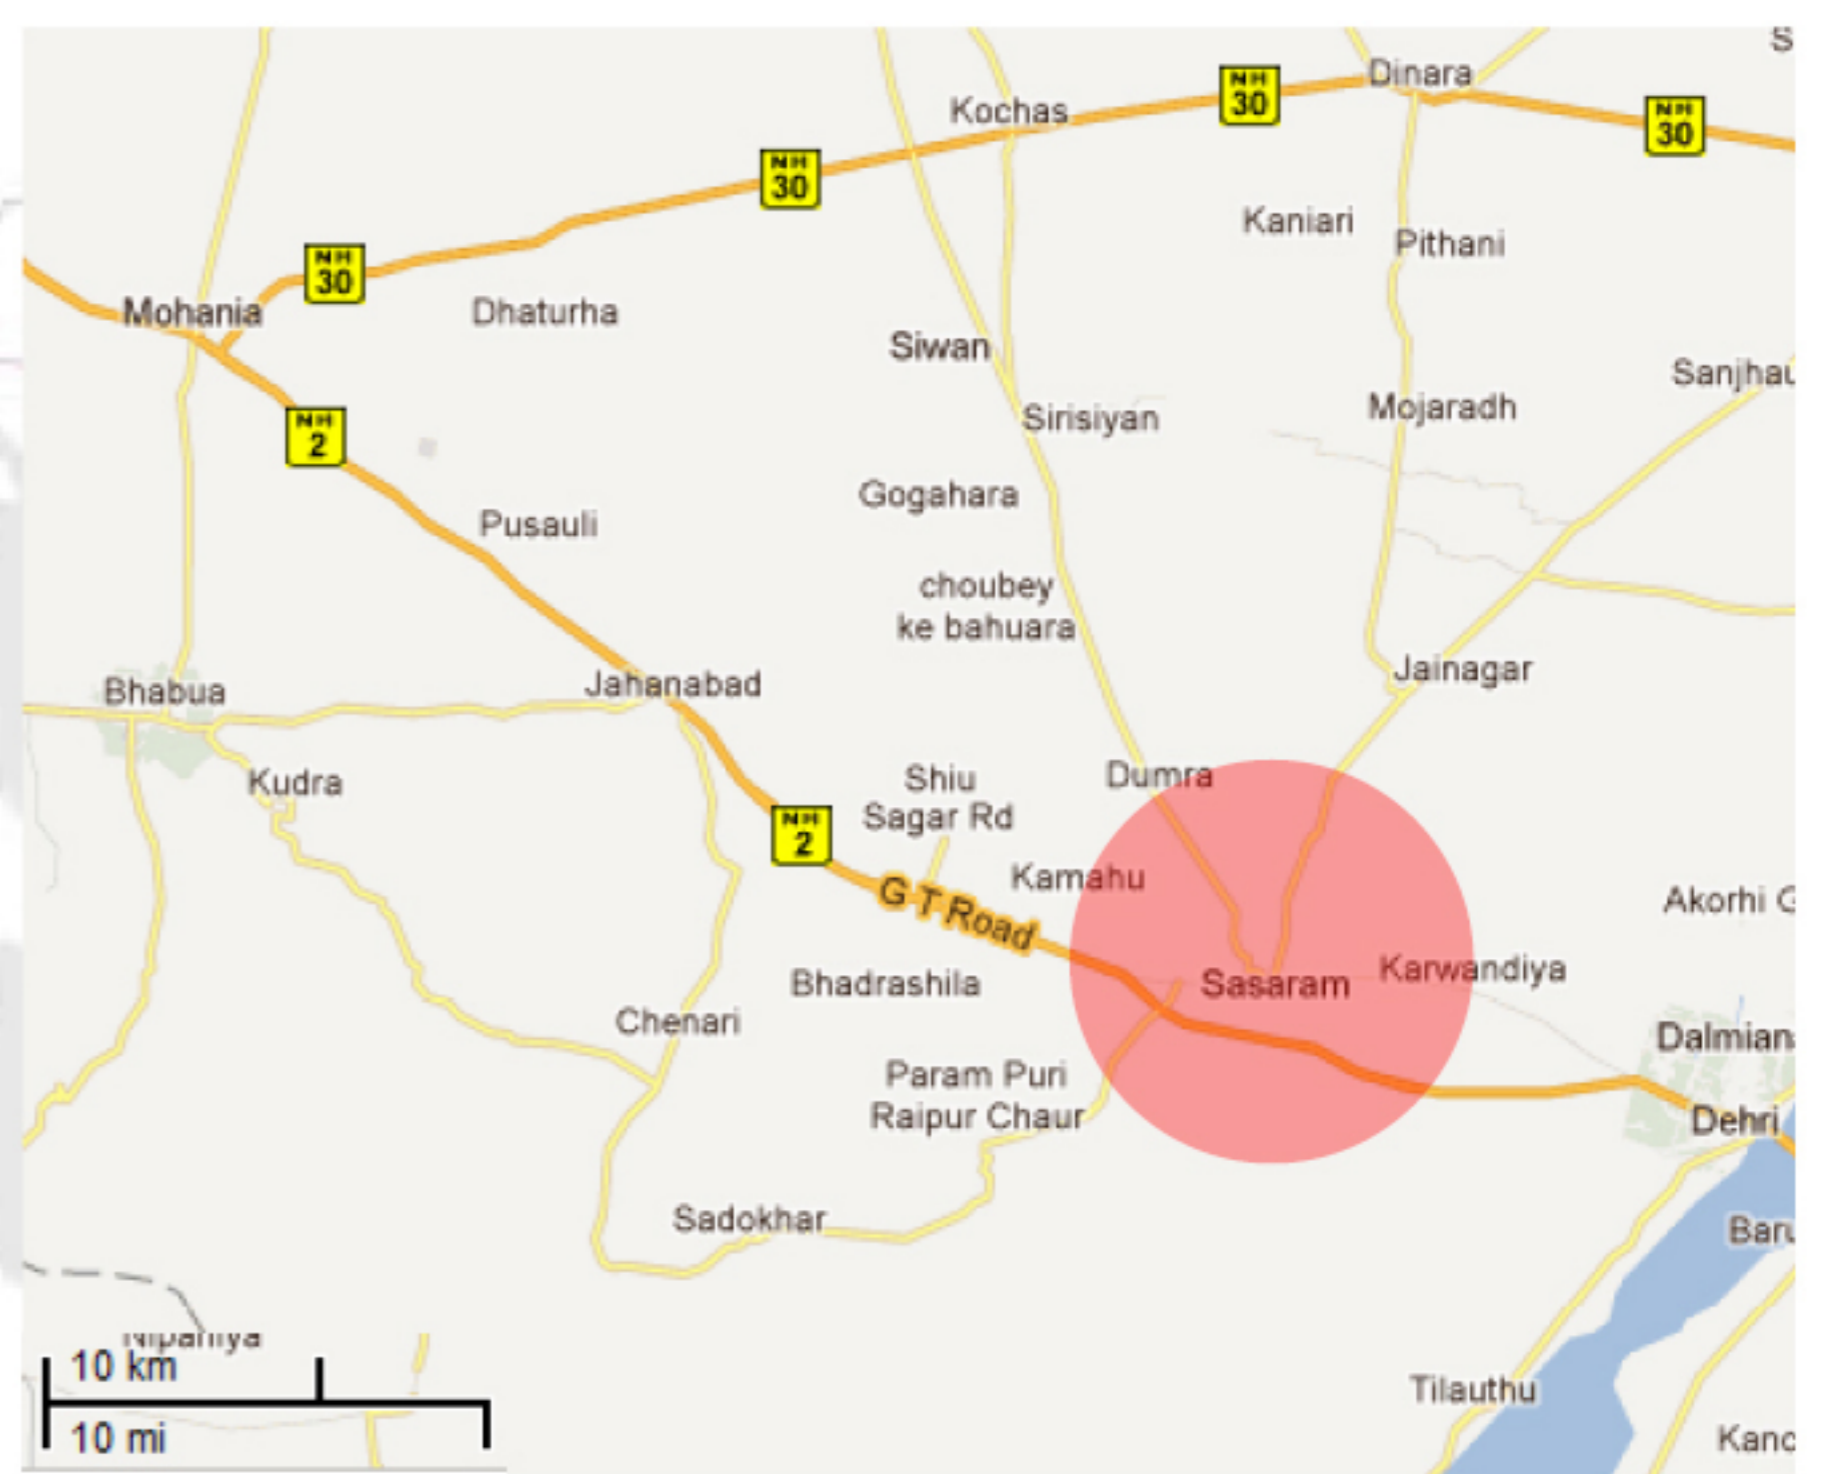 S
Dinara
NH
30
Kochas
NH
30
NH
30
Kaniari
Pithani
NH
30
Mohania
Dhaturha
Siwan
Sanjhau
Mojaradh
Sirisiyan
NH
2
Gogahara
Pusauli
choubey
ke bahuara
Jainagar
Jahanabad
Bhabua
Dumra
Shiu
Sagar Rd
Kudra
NH
2
Kamahu
G T Road
Akorhi G
Karwandiya
Bhadrashila
Sasaram
Chenari
Dalmian
Param Puri
Raipur Chaur
Dehri
Sadokhar
Baru
Nipaniya
10 km
Tilauthu
10 mi
Kanc